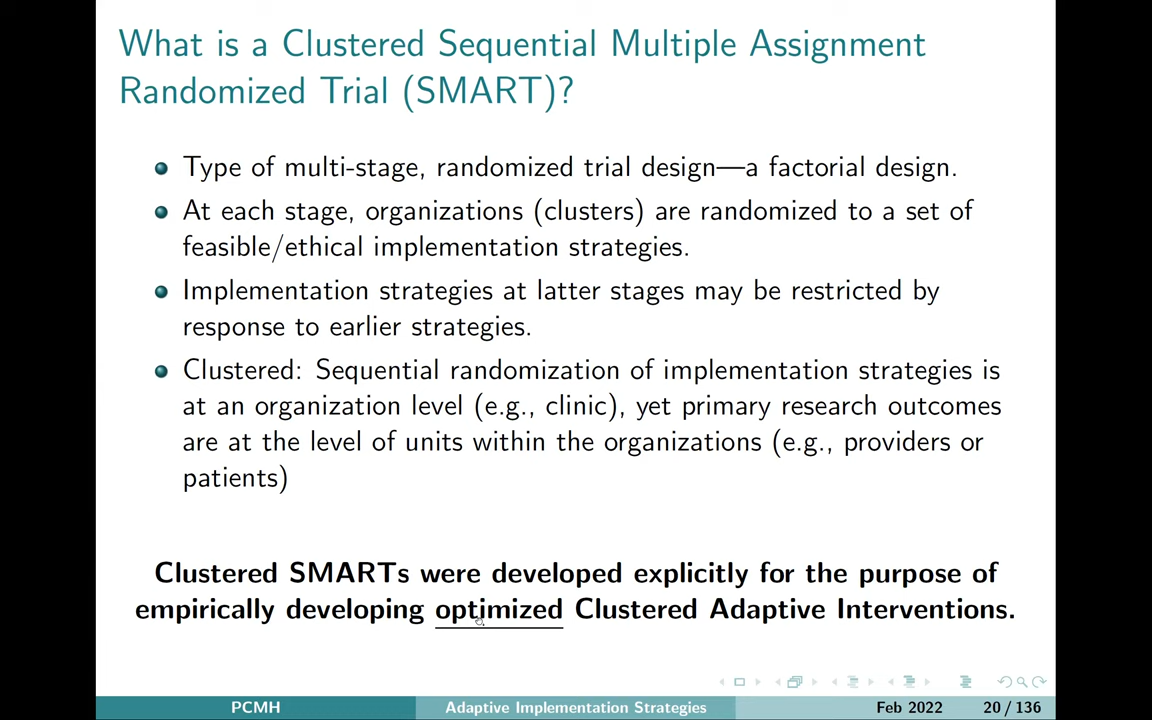 What is a Clustered Sequential Multiple Assignment
Randomized Trial (SMART)?
Type of multi-stage, randomized trial design—a factorial design.
At each stage, organizations (clusters) are randomized to a set of
feasible/ethical implementation strategies.
Implementation strategies at latter stages may be restricted by
response to earlier strategies.
Clustered: Sequential randomization of implementation strategies is
at an organization level (e.g., clinic), yet primary research outcomes
are at the level of units within the organizations (e.g., providers or
patients)
Clustered SMARTs were developed explicitly for the purpose of
empirically developing optimized Clustered Adaptive Interventions.
PCMH Adaptive Implementation Strategies Feb 2022 20 / 136